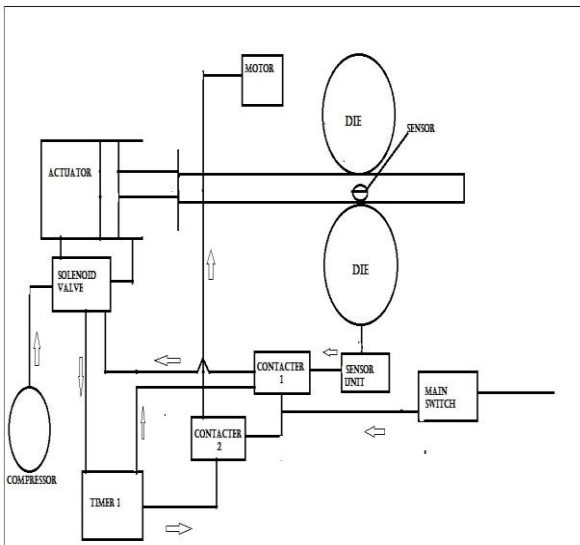 MOTOR
DIE
SENSOR
ACTUATOR
DIE
SOLENOID
VALVE
CONTACTER
1
SENSOR
UNIT
MAIN
SWITCH
CONTACTER
2
COMPRESSOR
TIMER 1